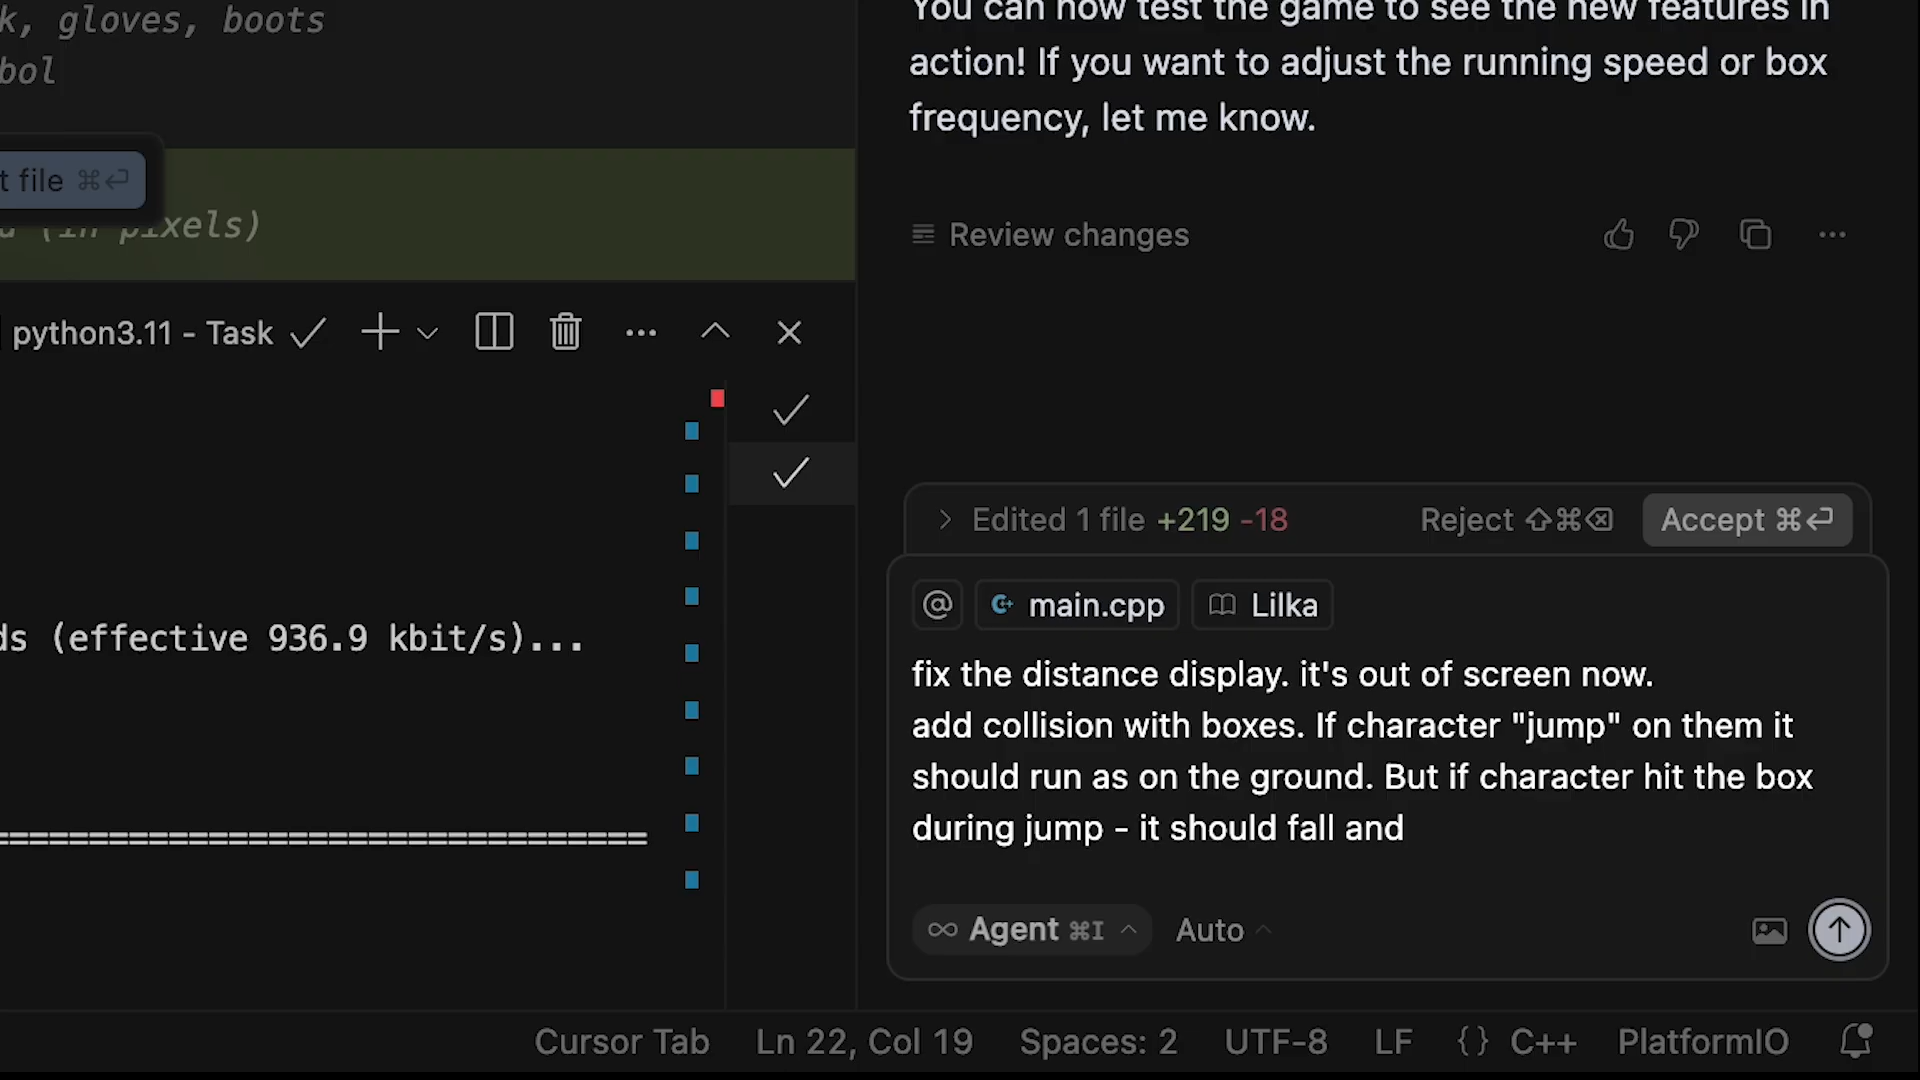 k, gloves, boots
bol
t file ⌘⏎
(in pixels)
python3.11 - Task
ds (effective 936.9 kbit/s)...
=================================
You can now test the game to see the new features in
action! If you want to adjust the running speed or box
frequency, let me know.
Review changes
Edited 1 file +219 -18
Reject ⇧⌘⌫
Accept ⌘⏎
@ main.cpp Lilka
fix the distance display. it's out of screen now.
add collision with boxes. If character "jump" on them it
should run as on the ground. But if character hit the box
during jump - it should fall and
Agent ⌘I Auto
Cursor Tab Ln 22, Col 19 Spaces: 2 UTF-8 LF {} C++ PlatformIO